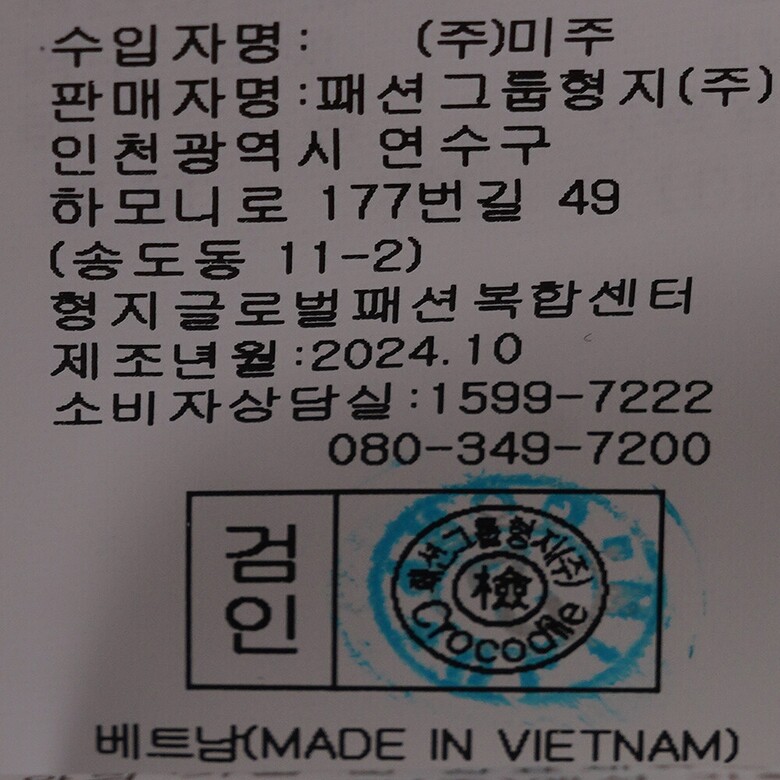 수입자명: (주)미주
판매자명:패션그룹형지(주)
인천광역시 연수구
하모니로 177번길 49
(송도동 11-2)
형지글로벌패션복합센터
제조년월:2024.10
소비자상담실:1599-7222
080-349-7200
검인
패션그룹형지(주)
檢
Crocodile
베트남(MADE IN VIETNAM)